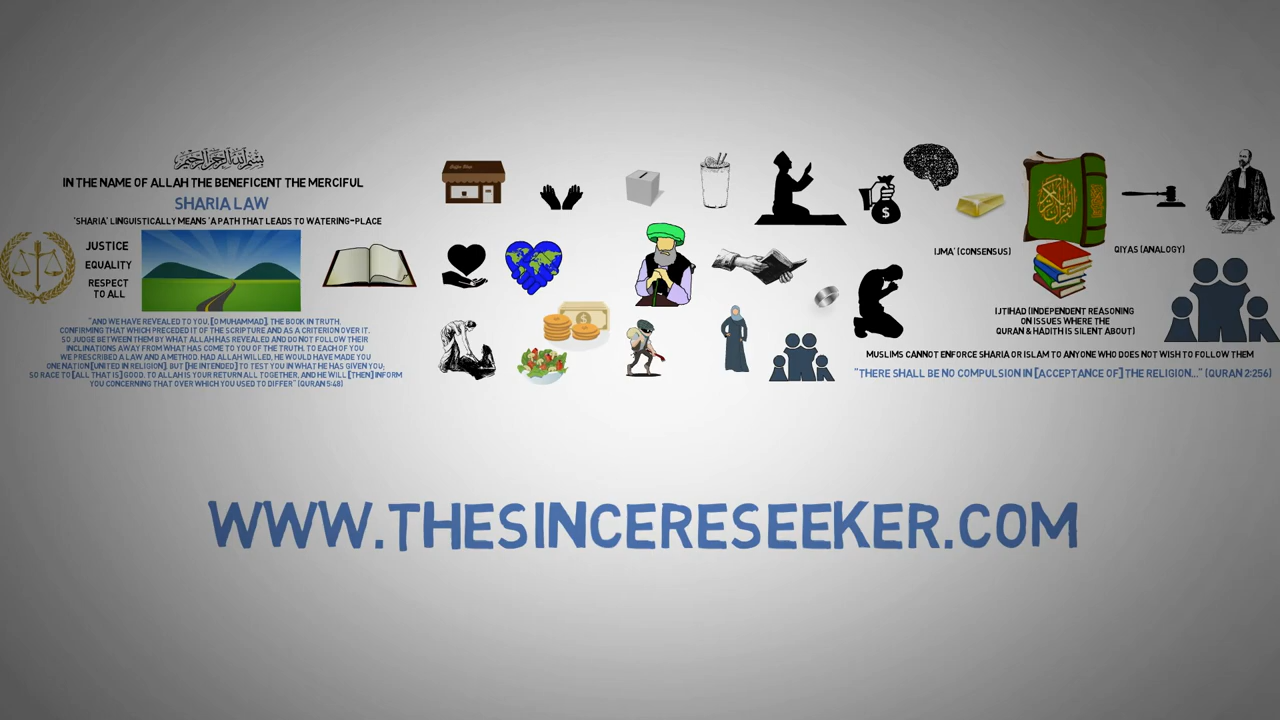 بسم الله الرحمن الرحيم
IN THE NAME OF ALLAH THE BENEFICENT THE MERCIFUL
SHARIA LAW
'SHARIA' LINGUISTICALLY MEANS 'A PATH THAT LEADS TO WATERING-PLACE
JUSTICE
EQUALITY
RESPECT
TO ALL
"AND WE HAVE REVEALED TO YOU, [O MUHAMMAD], THE BOOK IN TRUTH,
CONFIRMING THAT WHICH PRECEDED IT OF THE SCRIPTURE AND AS A CRITERION OVER IT.
SO JUDGE BETWEEN THEM BY WHAT ALLAH HAS REVEALED AND DO NOT FOLLOW THEIR
INCLINATIONS AWAY FROM WHAT HAS COME TO YOU OF THE TRUTH. TO EACH OF YOU
WE PRESCRIBED A LAW AND A METHOD. HAD ALLAH WILLED, HE WOULD HAVE MADE YOU
ONE NATION [UNITED IN RELIGION], BUT [HE INTENDED] TO TEST YOU IN WHAT HE HAS GIVEN YOU;
SO RACE TO [ALL THAT IS] GOOD. TO ALLAH IS YOUR RETURN ALL TOGETHER, AND HE WILL [THEN] INFORM
YOU CONCERNING THAT OVER WHICH YOU USED TO DIFFER" (QURAN 5:48)
$
$
IJMA' (CONSENSUS)
QIYAS (ANALOGY)
IJTIHAD (INDEPENDENT REASONING
ON ISSUES WHERE THE
QURAN & HADITH IS SILENT ABOUT)
MUSLIMS CANNOT ENFORCE SHARIA OR ISLAM TO ANYONE WHO DOES NOT WISH TO FOLLOW THEM
"THERE SHALL BE NO COMPULSION IN [ACCEPTANCE OF] THE RELIGION..." (QURAN 2:256)
WWW.THESINCERESEEKER.COM